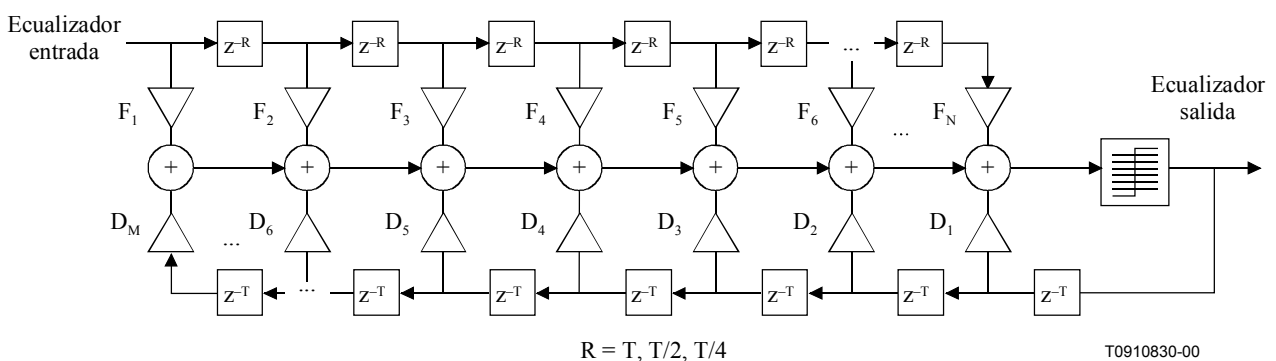 Ecualizador
entrada
z⁻ᴿ z⁻ᴿ z⁻ᴿ z⁻ᴿ z⁻ᴿ ... z⁻ᴿ
Ecualizador
salida
F₁ F₂ F₃ F₄ F₅ F₆ ... F_N
+ + + + + + +
D_M ... D₆ D₅ D₄ D₃ D₂ D₁
z⁻ᵀ ... z⁻ᵀ z⁻ᵀ z⁻ᵀ z⁻ᵀ z⁻ᵀ z⁻ᵀ
R = T, T/2, T/4
T0910830-00